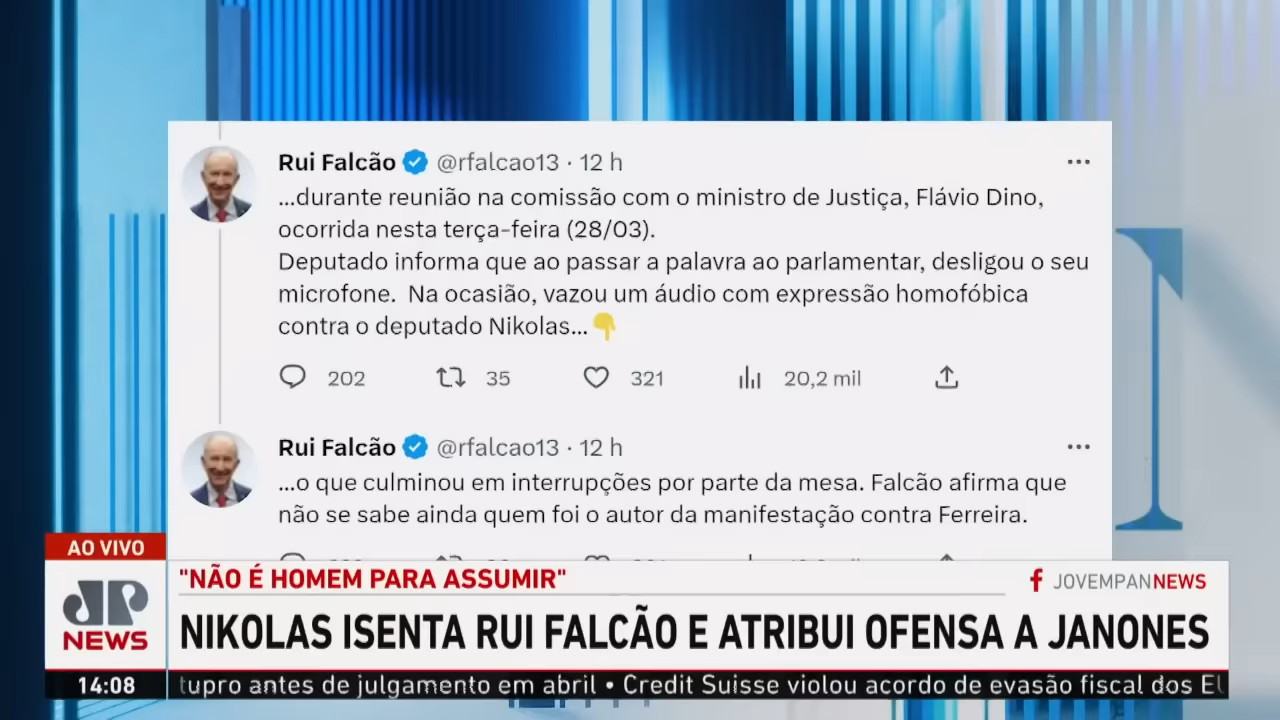 Rui Falcão @rfalcao13 · 12 h
...durante reunião na comissão com o ministro de Justiça, Flávio Dino,
ocorrida nesta terça-feira (28/03).
Deputado informa que ao passar a palavra ao parlamentar, desligou o seu
microfone. Na ocasião, vazou um áudio com expressão homofóbica
contra o deputado Nikolas...👇
202 35 321 20,2 mil
Rui Falcão @rfalcao13 · 12 h
...o que culminou em interrupções por parte da mesa. Falcão afirma que
não se sabe ainda quem foi o autor da manifestação contra Ferreira.
AO VIVO
JP
NEWS
"NÃO É HOMEM PARA ASSUMIR"
JOVEMPANNEWS
NIKOLAS ISENTA RUI FALCÃO E ATRIBUI OFENSA A JANONES
14:08
tupro antes de julgamento em abril • Credit Suisse violou acordo de evasão fiscal dos